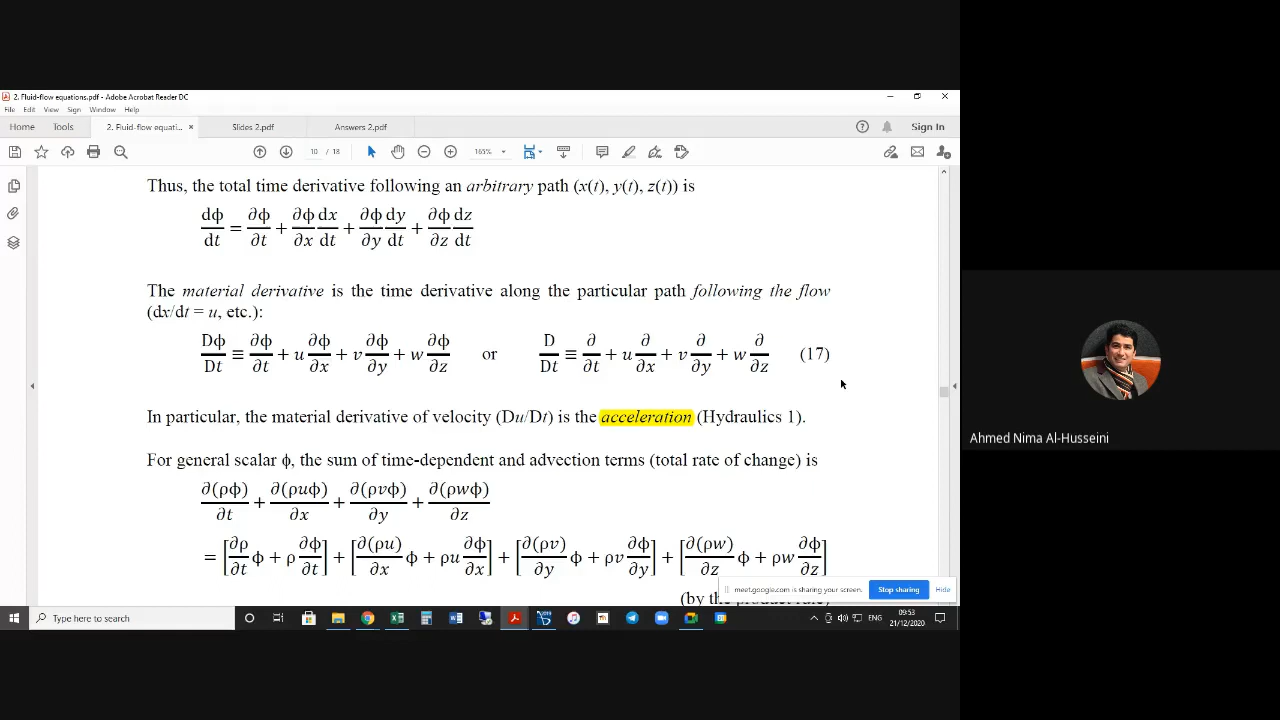 2. Fluid-flow equations.pdf - Adobe Acrobat Reader DC
File Edit View Sign Window Help
Home Tools 2. Fluid-flow equati... × Slides 2.pdf Answers 2.pdf Sign In
10 / 18 165%
Thus, the total time derivative following an arbitrary path (x(t), y(t), z(t)) is
dϕ/dt = ∂ϕ/∂t + ∂ϕ/∂x dx/dt + ∂ϕ/∂y dy/dt + ∂ϕ/∂z dz/dt
The material derivative is the time derivative along the particular path following the flow
(dx/dt = u, etc.):
Dϕ/Dt ≡ ∂ϕ/∂t + u ∂ϕ/∂x + v ∂ϕ/∂y + w ∂ϕ/∂z or D/Dt ≡ ∂/∂t + u ∂/∂x + v ∂/∂y + w ∂/∂z (17)
In particular, the material derivative of velocity (Du/Dt) is the acceleration (Hydraulics 1).
For general scalar ϕ, the sum of time-dependent and advection terms (total rate of change) is
∂(ρϕ)/∂t + ∂(ρuϕ)/∂x + ∂(ρvϕ)/∂y + ∂(ρwϕ)/∂z
= [∂ρ/∂t ϕ + ρ ∂ϕ/∂t] + [∂(ρu)/∂x ϕ + ρu ∂ϕ/∂x] + [∂(ρv)/∂y ϕ + ρv ∂ϕ/∂y] + [∂(ρw)/∂z ϕ + ρw ∂ϕ/∂z]
(by the product rule)
meet.google.com is sharing your screen. Stop sharing Hide
Type here to search
ENG
09:53
21/12/2020
Ahmed Nima Al-Husseini